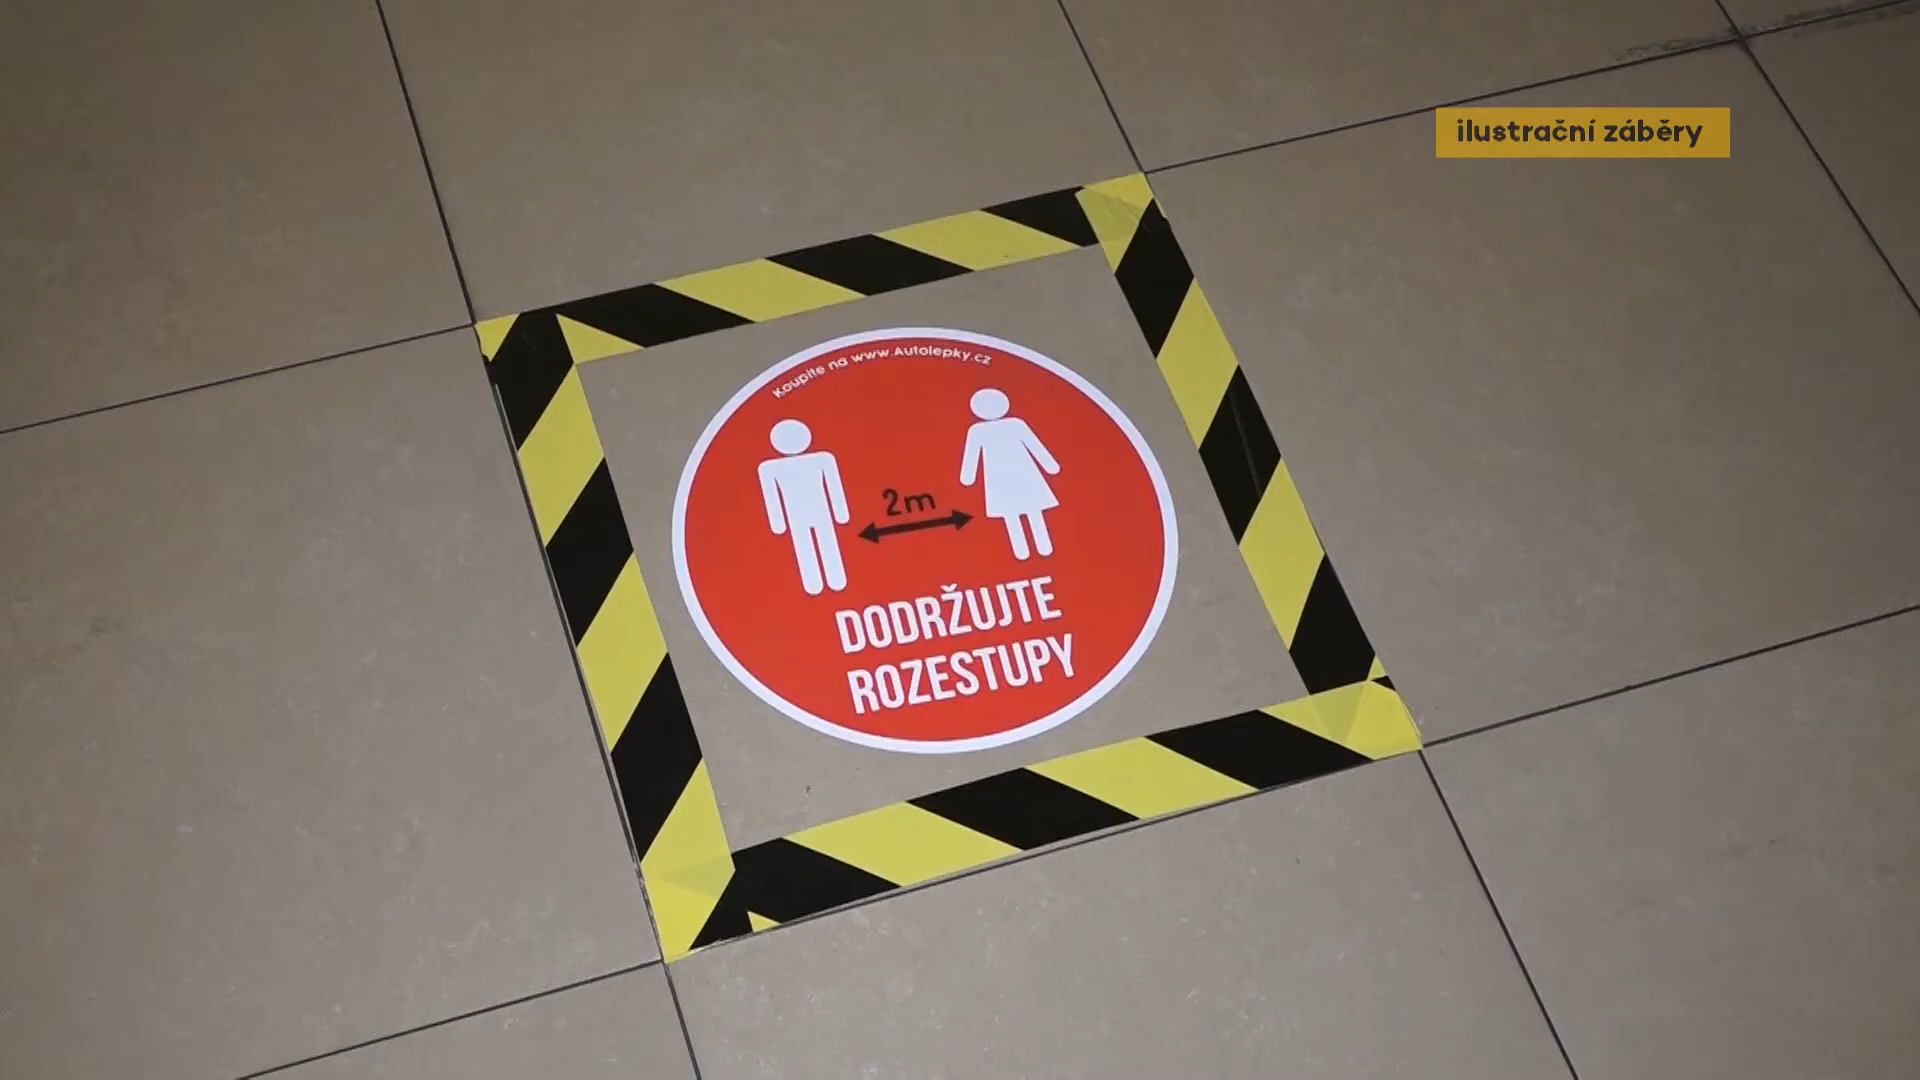 ilustrační záběry
Koupíte na www.Autolepky.cz
2m
DODRŽUJTE
ROZESTUPY